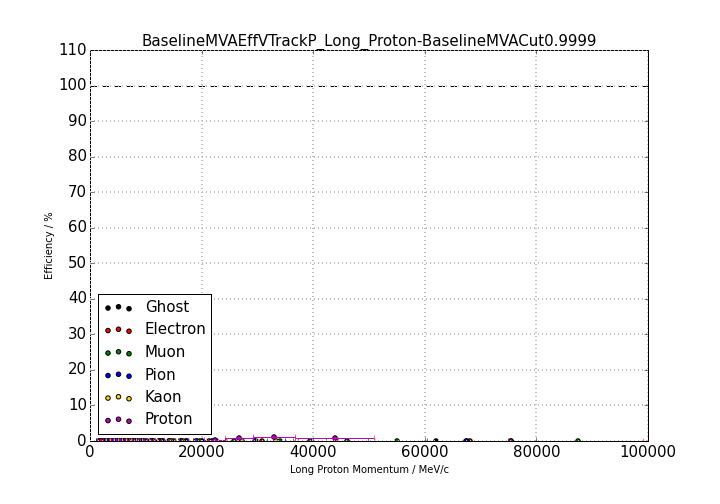 BaselineMVAEffVTrackP_Long_Proton-BaselineMVACut0.9999
110
100
90
80
70
60
50
40
30
20
10
0
Efficiency / %
Ghost
Electron
Muon
Pion
Kaon
Proton
0 20000 40000 60000 80000 100000
Long Proton Momentum / MeV/c